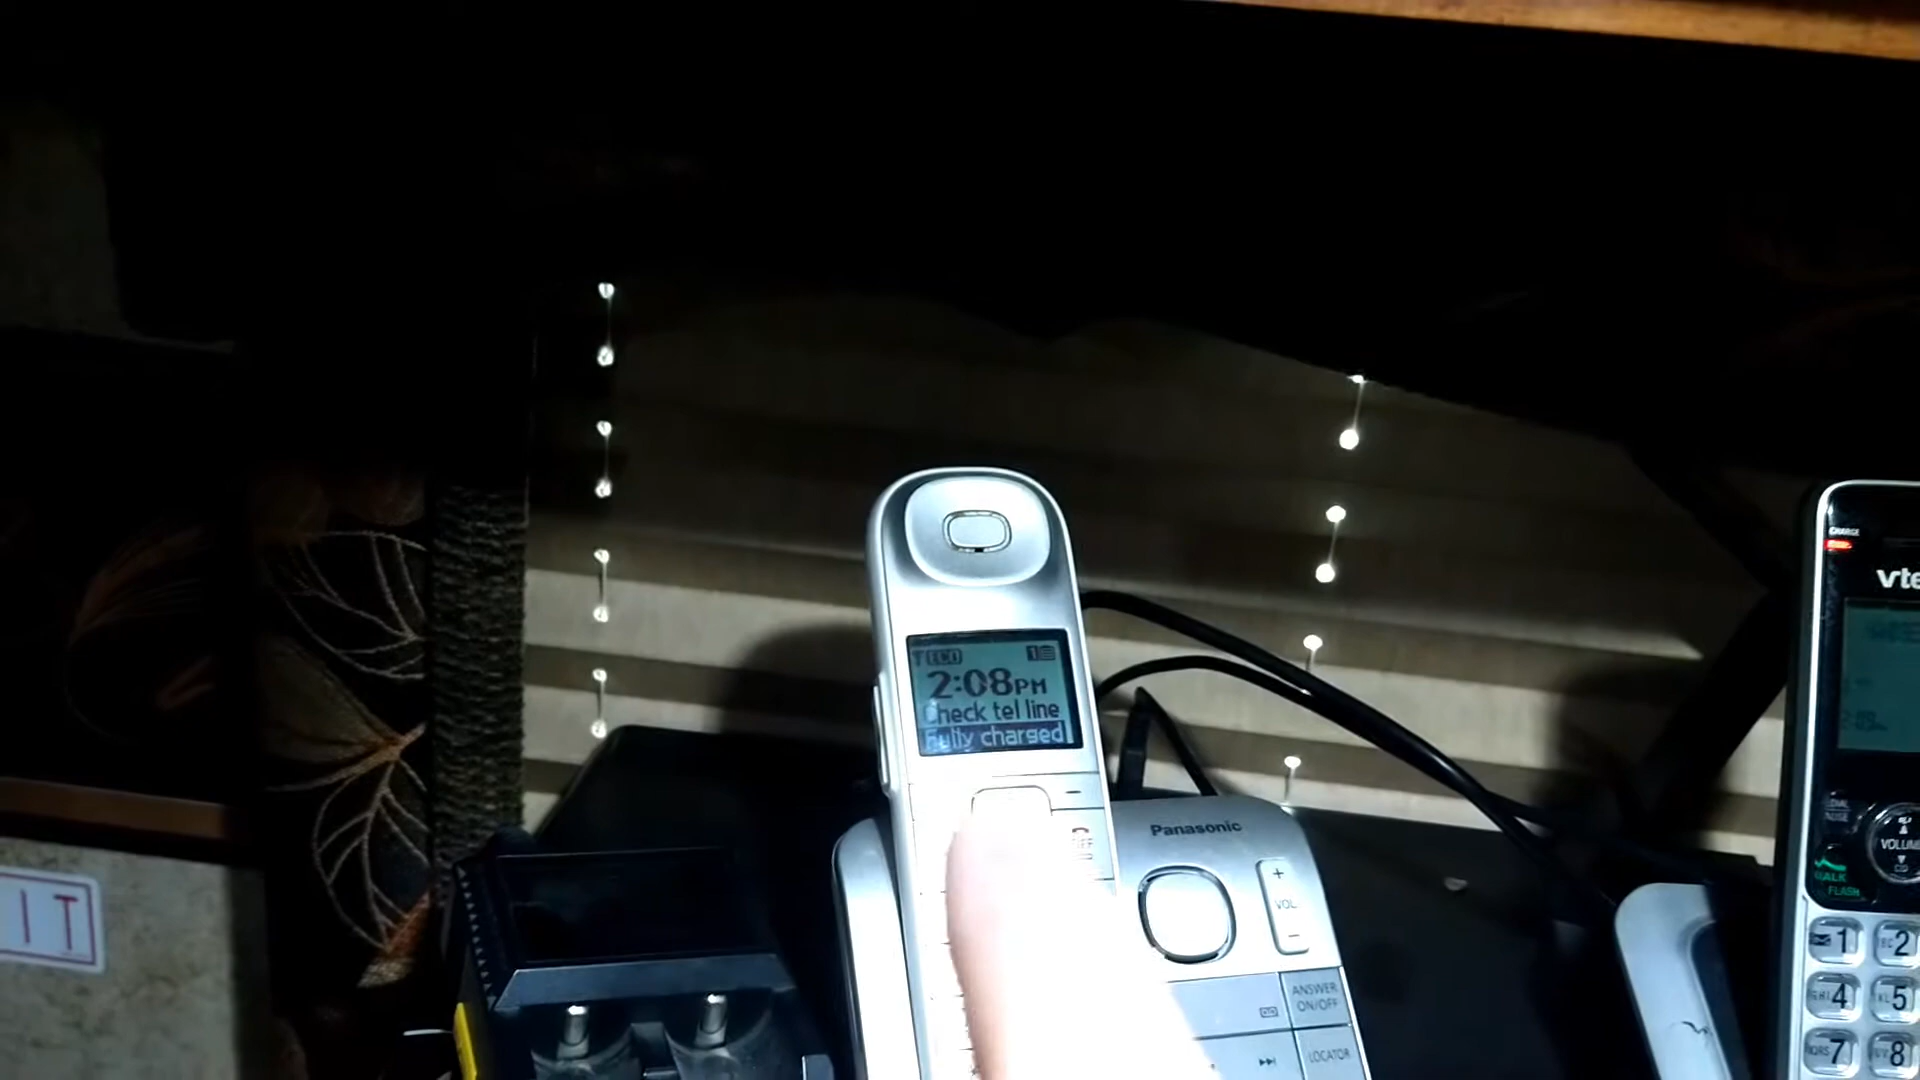 2:08PM
Check tel line
Fully charged
Panasonic
+
VOL
-
ANSWER
ON/OFF
LOCATOR
IT
CHARGE
vte
VOLUME
TALK
FLASH
1
2
4
5
7
8